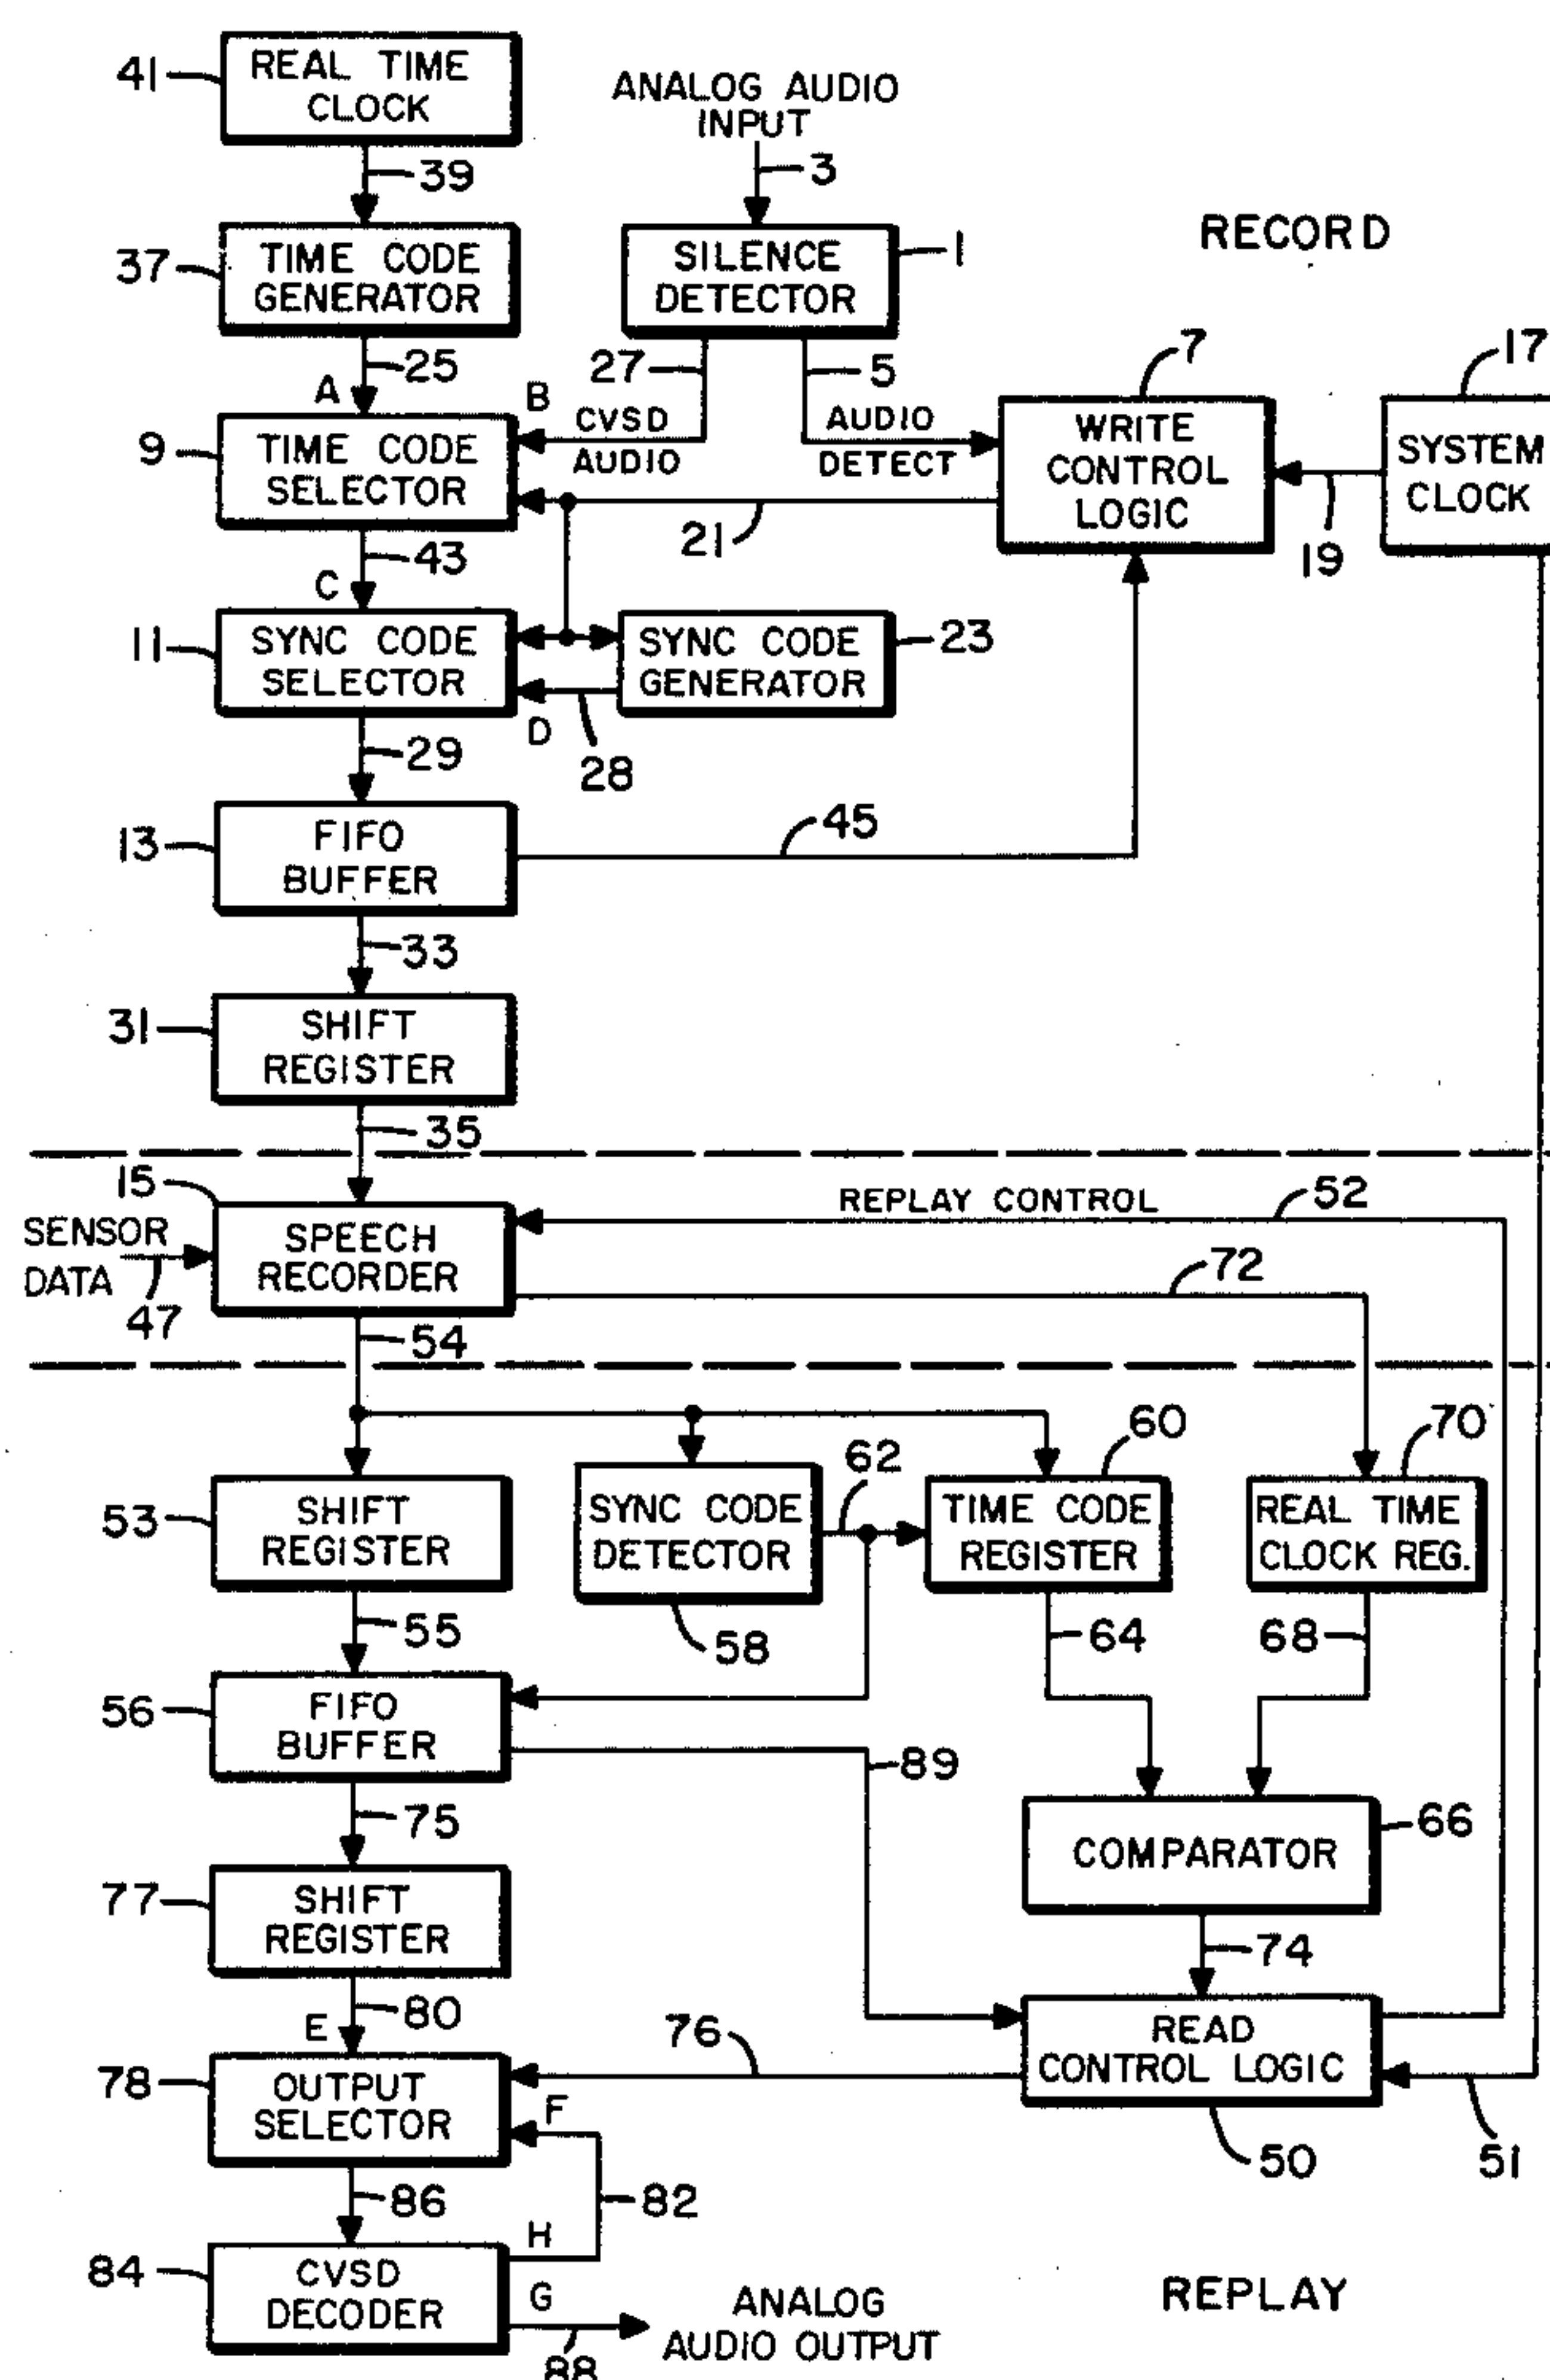 41
REAL TIME
CLOCK
ANALOG AUDIO
INPUT
39
3
RECORD
37
TIME CODE
GENERATOR
SILENCE
DETECTOR
1
25
27
5
7
17
A
B
9
TIME CODE
SELECTOR
CVSD
AUDIO
AUDIO
DETECT
WRITE
CONTROL
LOGIC
SYSTEM
CLOCK
21
19
43
C
11
SYNC CODE
SELECTOR
SYNC CODE
GENERATOR
23
D
28
29
13
FIFO
BUFFER
45
33
31
SHIFT
REGISTER
35
15
REPLAY CONTROL
52
SENSOR
DATA
47
SPEECH
RECORDER
72
54
60
70
53
SHIFT
REGISTER
SYNC CODE
DETECTOR
62
TIME CODE
REGISTER
REAL TIME
CLOCK REG.
55
58
64
68
56
FIFO
BUFFER
89
75
COMPARATOR
66
77
SHIFT
REGISTER
74
80
E
76
READ
CONTROL LOGIC
78
OUTPUT
SELECTOR
F
50
51
86
82
H
84
CVSD
DECODER
G
88
ANALOG
AUDIO OUTPUT
REPLAY